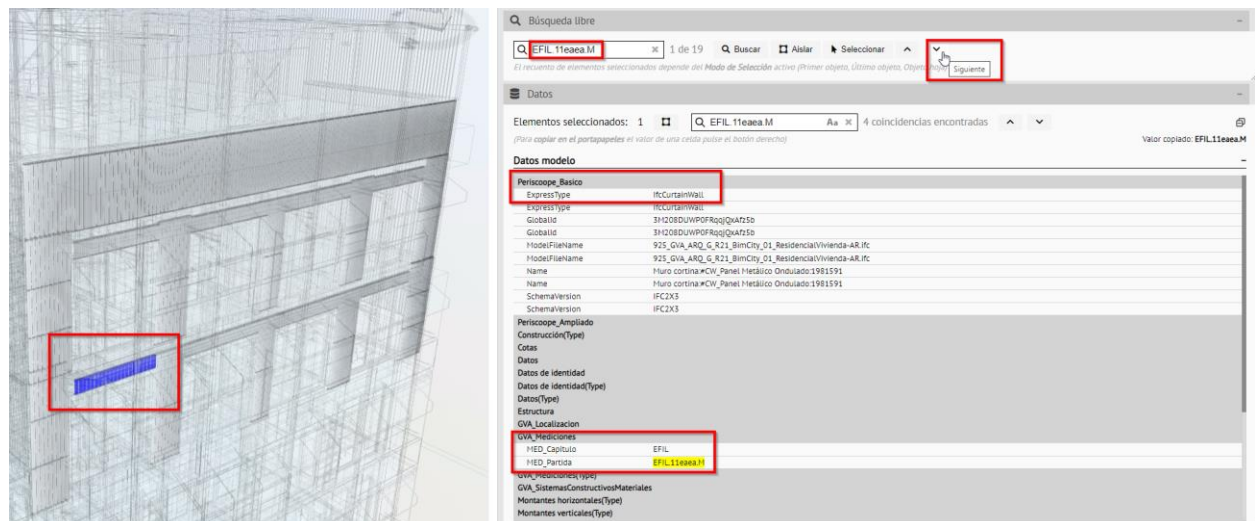 Búsqueda libre
EFIL.11eaea.M 1 de 19 Buscar Aislar Seleccionar
El recuento de elementos seleccionados depende del Modo de Selección activo (Primer objeto, Último objeto, Objeto
Siguiente
Datos
Elementos seleccionados: 1 EFIL.11eaea.M Aa 4 coincidencias encontradas
(Para copiar en el portapapeles el valor de una celda pulse el botón derecho) Valor copiado: EFIL.11eaea.M
Datos modelo
Periscoope_Basico
ExpressType IfcCurtainWall
ExpressType IfcCurtainWall
GlobalId 3M208DUWP0FRqqjQxAfz5b
GlobalId 3M208DUWP0FRqqjQxAfz5b
ModelFileName 925_GVA_ARQ_G_R21_BimCity_01_ResidencialVivienda-AR.ifc
ModelFileName 925_GVA_ARQ_G_R21_BimCity_01_ResidencialVivienda-AR.ifc
Name Muro cortina:#CW_Panel Metálico Ondulado:1981591
Name Muro cortina:#CW_Panel Metálico Ondulado:1981591
SchemaVersion IFC2X3
SchemaVersion IFC2X3
Periscoope_Ampliado
Construcción(Type)
Cotas
Datos
Datos de identidad
Datos de identidad(Type)
Datos(Type)
Estructura
GVA_Localizacion
GVA_Mediciones
MED_Capitulo EFIL
MED_Partida EFIL.11eaea.M
GVA_Mediciones(Type)
GVA_SistemasConstructivosMateriales
Montantes horizontales(Type)
Montantes verticales(Type)